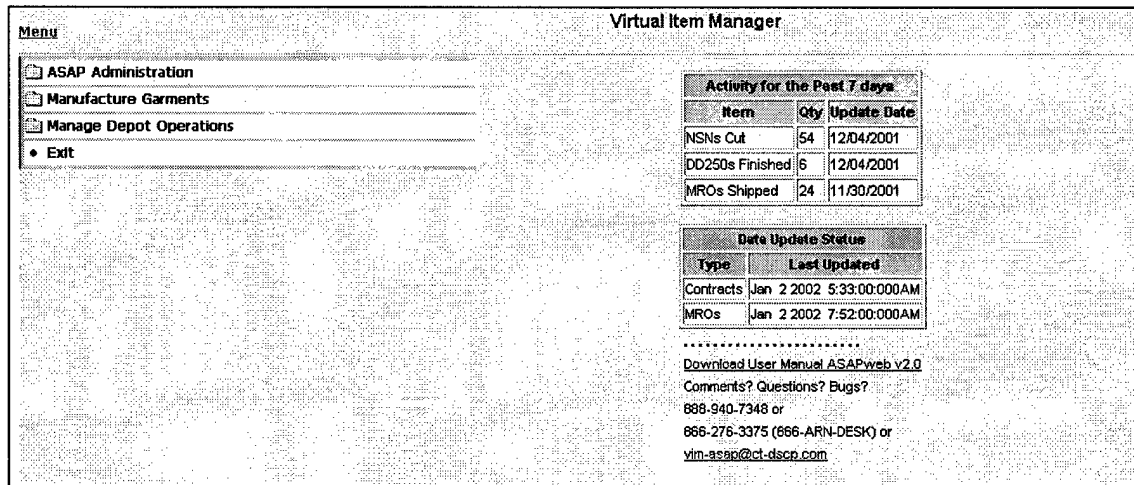 Virtual Item Manager
Menu
ASAP Administration
Manufacture Garments
Manage Depot Operations
• Exit
Activity for the Past 7 days
Item Qty Update Date
NSNs Cut 54 12/04/2001
DD250s Finished 6 12/04/2001
MROs Shipped 24 11/30/2001
Data Update Status
Type Last Updated
Contracts Jan 2 2002 5:33:00:000AM
MROs Jan 2 2002 7:52:00:000AM
Download User Manual ASAPweb v2.0
Comments? Questions? Bugs?
888-940-7348 or
866-276-3375 (866-ARN-DESK) or
vim-asap@ct-dscp.com